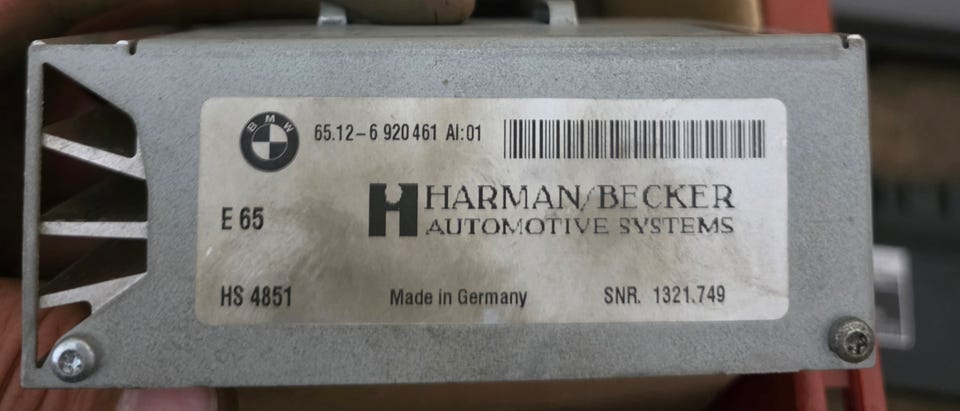 BMW
65.12-6 920461 AI:01
HARMAN/BECKER
AUTOMOTIVE SYSTEMS
E 65
HS 4851
Made in Germany
SNR. 1321.749